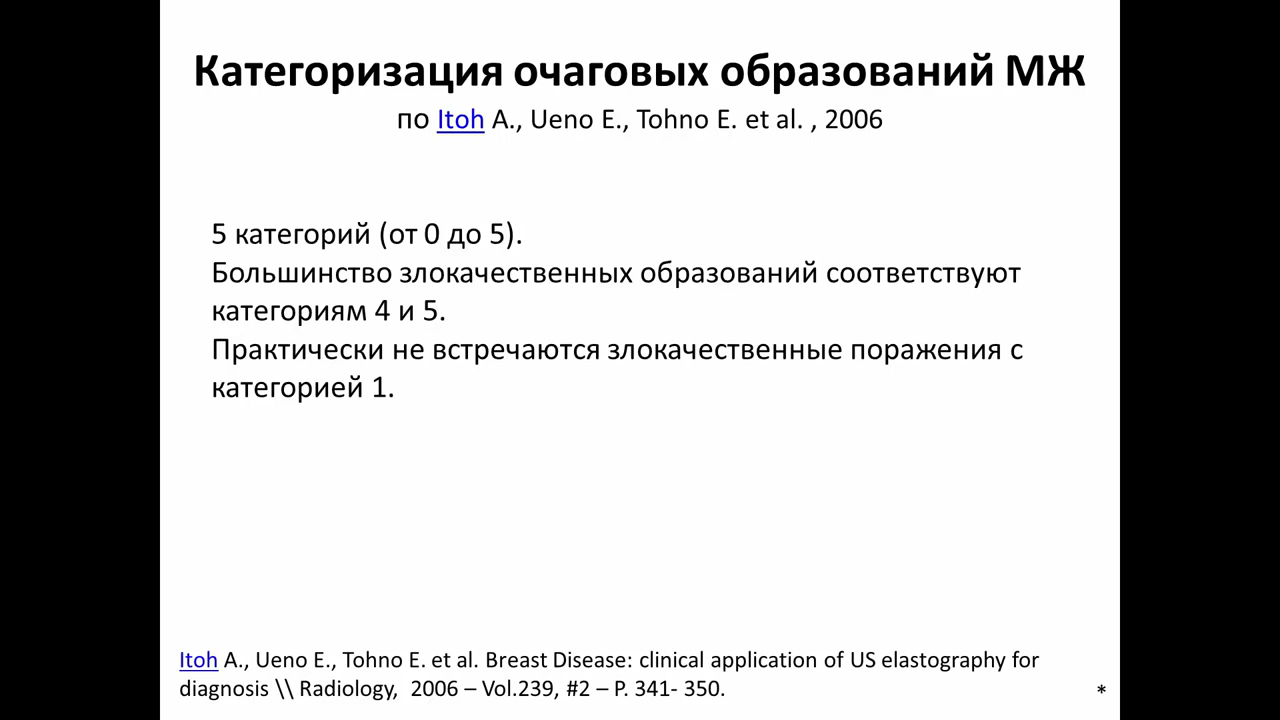 Категоризация очаговых образований МЖ
по Itoh A., Ueno E., Tohno E. et al. , 2006
5 категорий (от 0 до 5).
Большинство злокачественных образований соответствуют
категориям 4 и 5.
Практически не встречаются злокачественные поражения с
категорией 1.
Itoh A., Ueno E., Tohno E. et al. Breast Disease: clinical application of US elastography for
diagnosis \\ Radiology, 2006 – Vol.239, #2 – P. 341- 350.
*